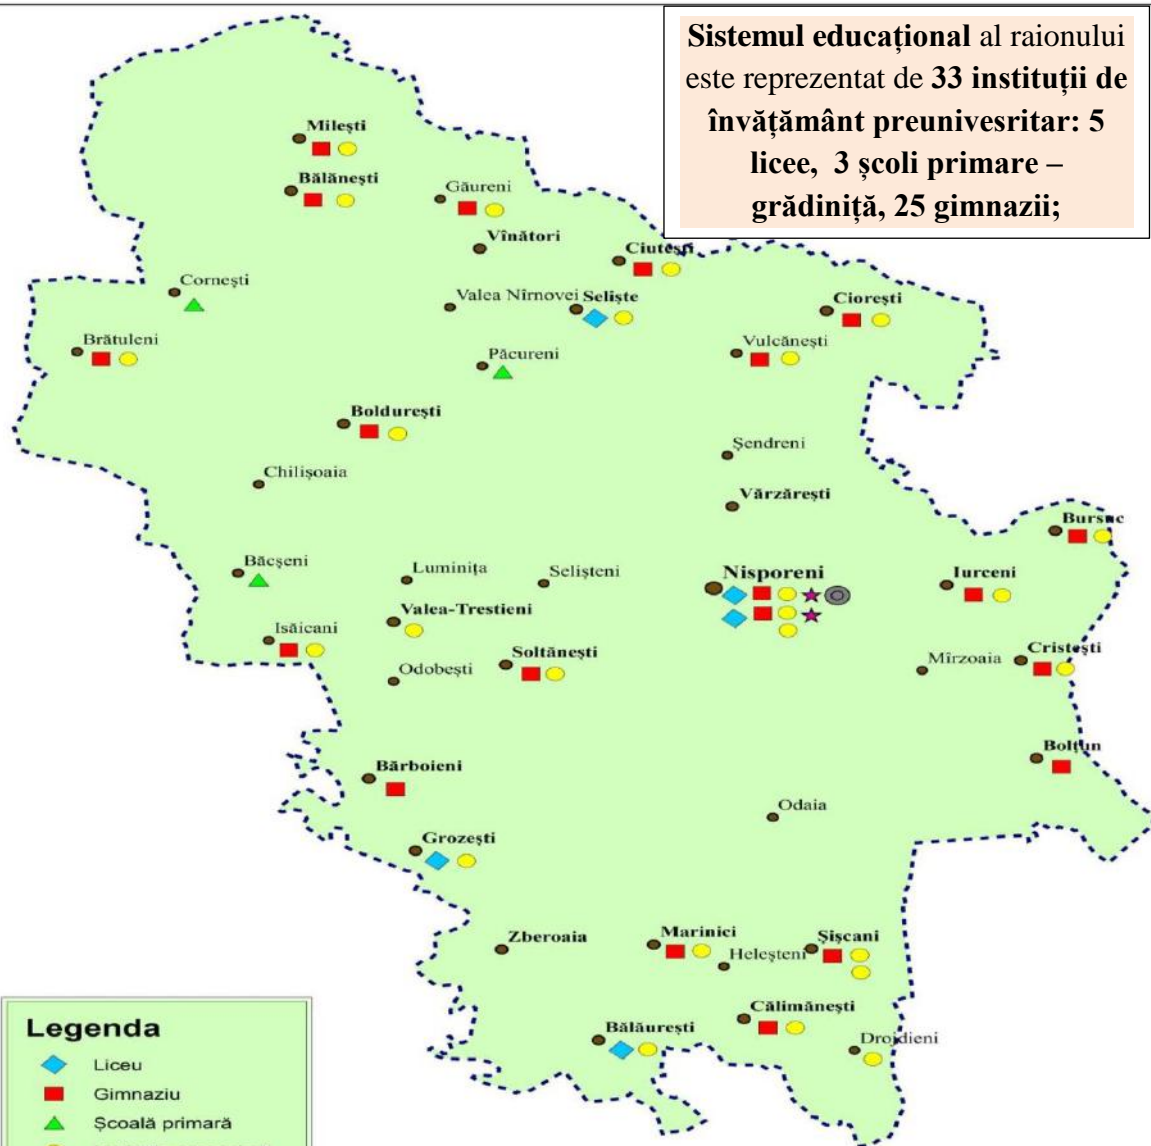 Sistemul educațional al raionului
este reprezentat de 33 instituții de
învățământ preunivesritar: 5
licee, 3 școli primare –
grădiniță, 25 gimnazii;
Milești
Bălănești
Găureni
Vînători
Ciutești
Cornești
Valea Nîrnovei
Seliște
Ciorești
Brătuleni
Păcureni
Vulcănești
Boldurești
Șendreni
Chilișoaia
Vărzărești
Bursuc
Băcșeni
Luminița
Selișteni
Nisporeni
Iurceni
Valea-Trestieni
Isăicani
Soltănești
Odobești
Mîrzoaia
Cristești
Bolțun
Bărboieni
Odaia
Grozești
Zberoaia
Marinici
Șișcani
Heleșteni
Călimănești
Bălăurești
Drojdieni
Legenda
Liceu
Gimnaziu
Școală primară